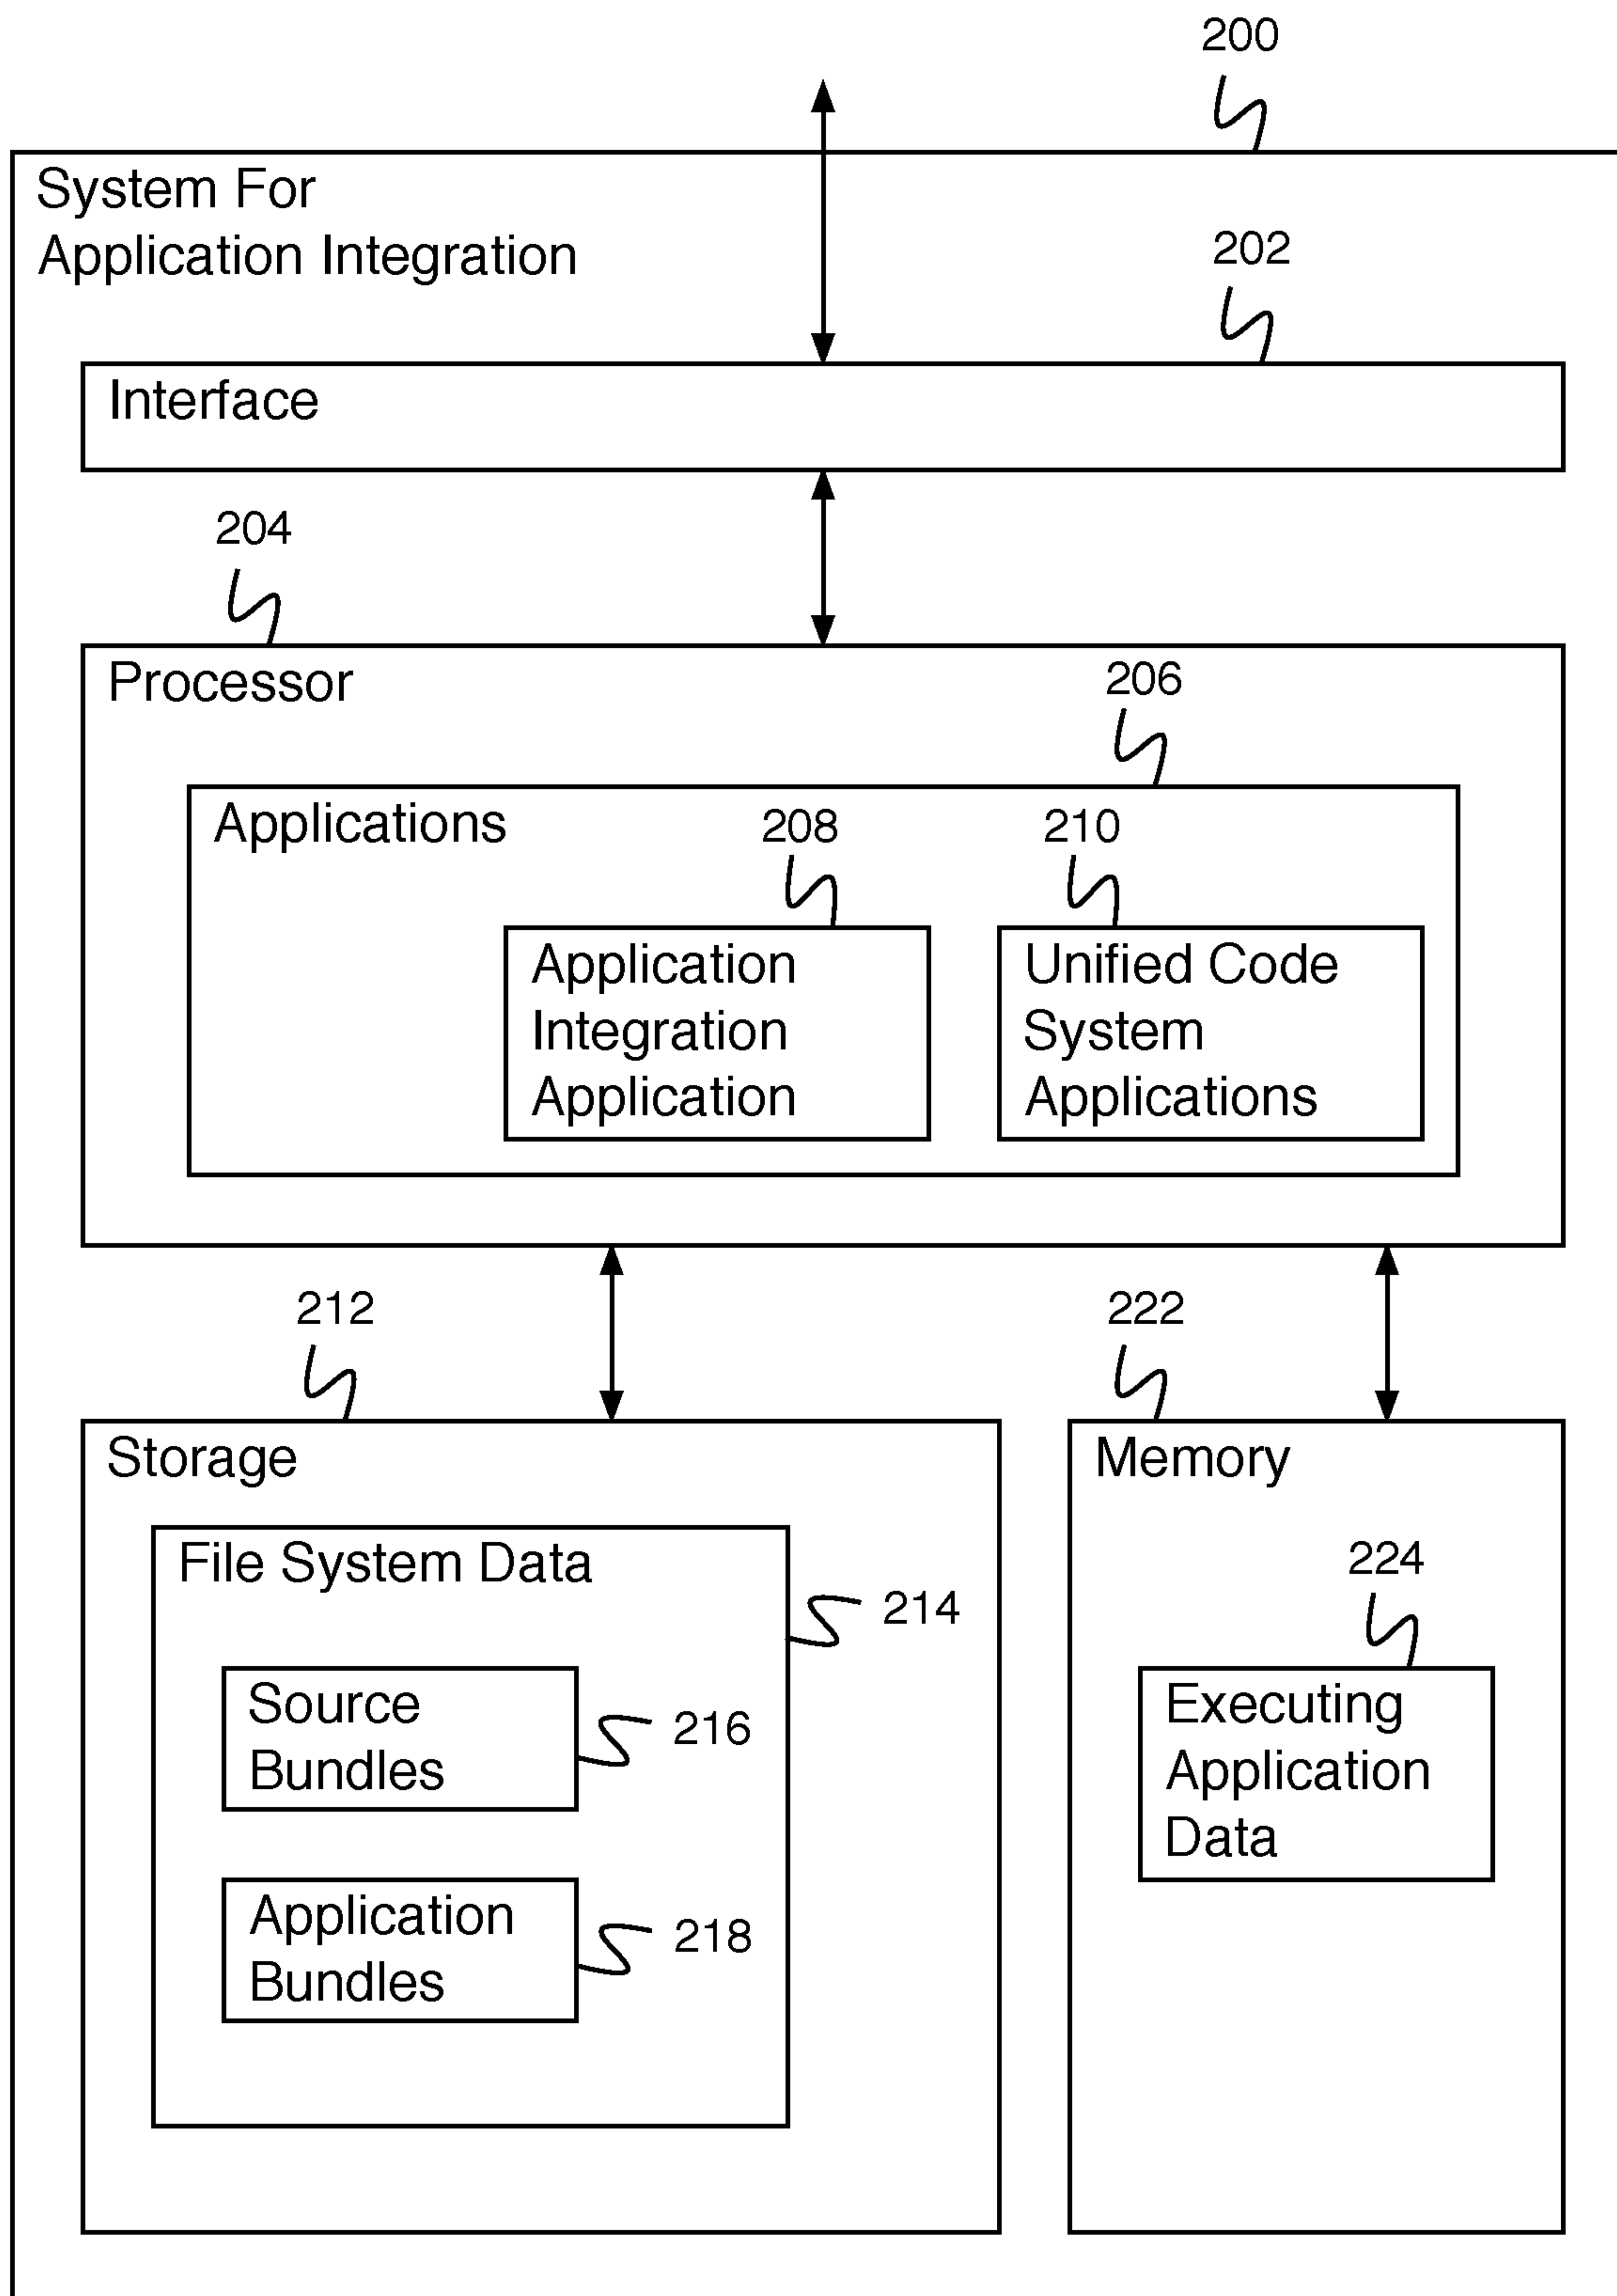 200
System For
Application Integration
202
Interface
204
Processor
206
Applications
208
210
Application
Integration
Application
Unified Code
System
Applications
212
222
Storage
Memory
File System Data
214
224
Source
Bundles
216
Executing
Application
Data
Application
Bundles
218